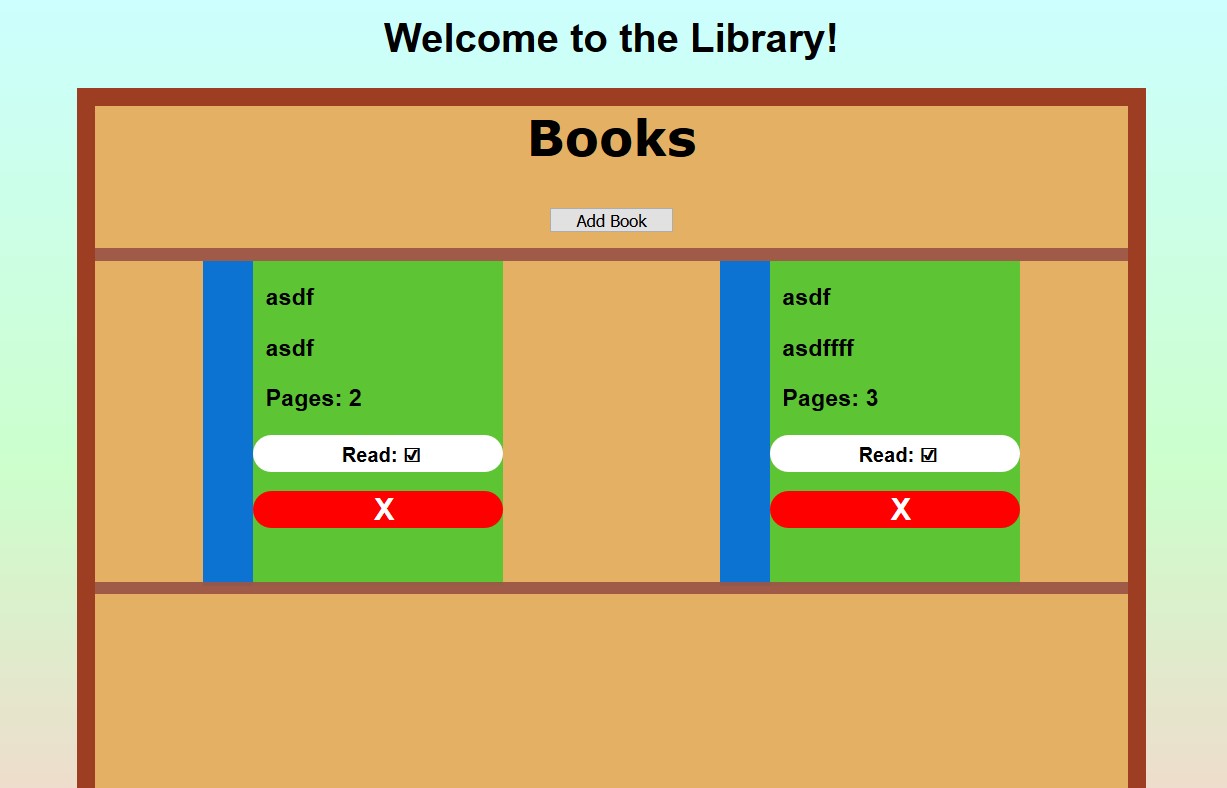 Welcome to the Library!
Books
Add Book
asdf
asdf
Pages: 2
Read: ☑
X
asdf
asdffff
Pages: 3
Read: ☑
X